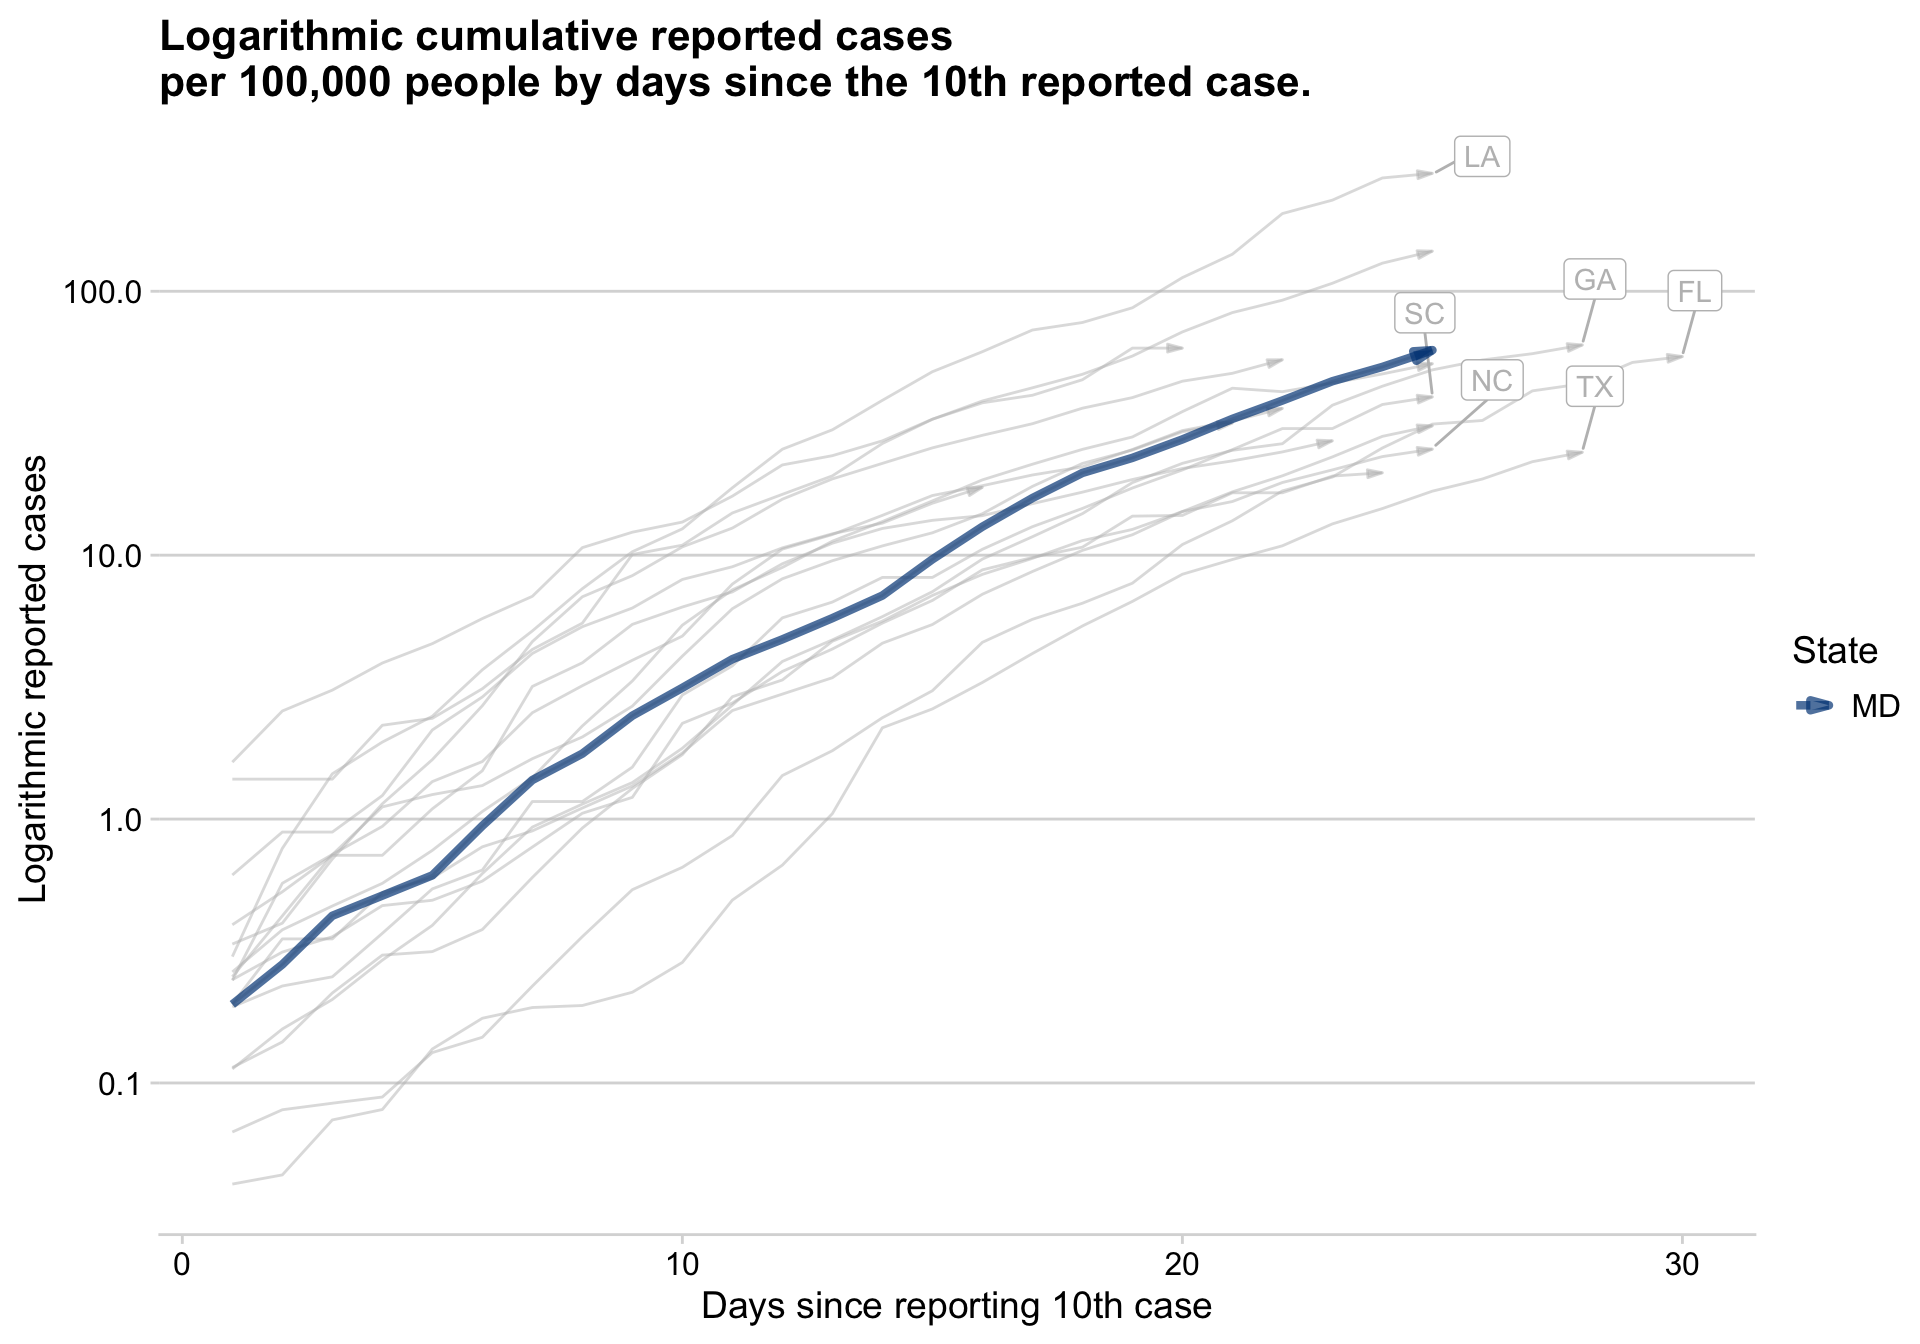 Logarithmic cumulative reported cases
per 100,000 people by days since the 10th reported case.
LA
GA
FL
SC
NC
TX
100.0
10.0
1.0
0.1
Logarithmic reported cases
State
MD
0
10
20
30
Days since reporting 10th case